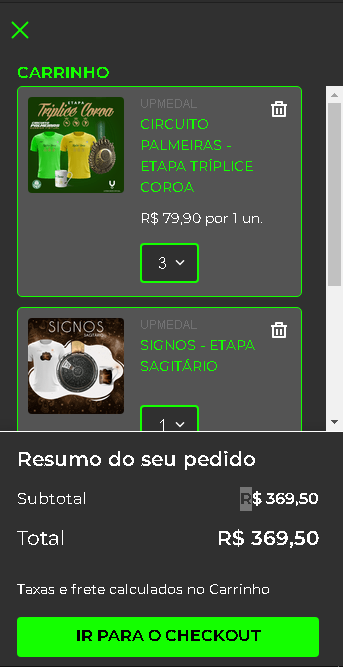 CARRINHO
ETAPA
Tríplice Coroa
CIRCUITO
PALMEIRAS
UPMEDAL
CIRCUITO
PALMEIRAS -
ETAPA TRÍPLICE
COROA
R$ 79,90 por 1 un.
3
SIGNOS
SAGITÁRIO
UPMEDAL
SIGNOS - ETAPA
SAGITÁRIO
1
Resumo do seu pedido
Subtotal R$ 369,50
Total R$ 369,50
Taxas e frete calculados no Carrinho
IR PARA O CHECKOUT